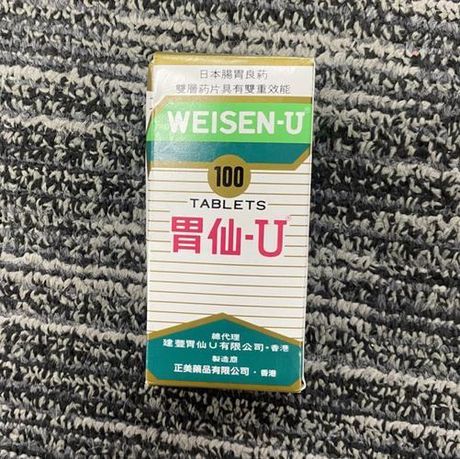 日本腸胃良葯
雙層葯片具有雙重效能
WEISEN-U®
100
TABLETS
胃仙-U®
總代理
建豐胃仙U有限公司·香港
製造廠
正美藥品有限公司·香港